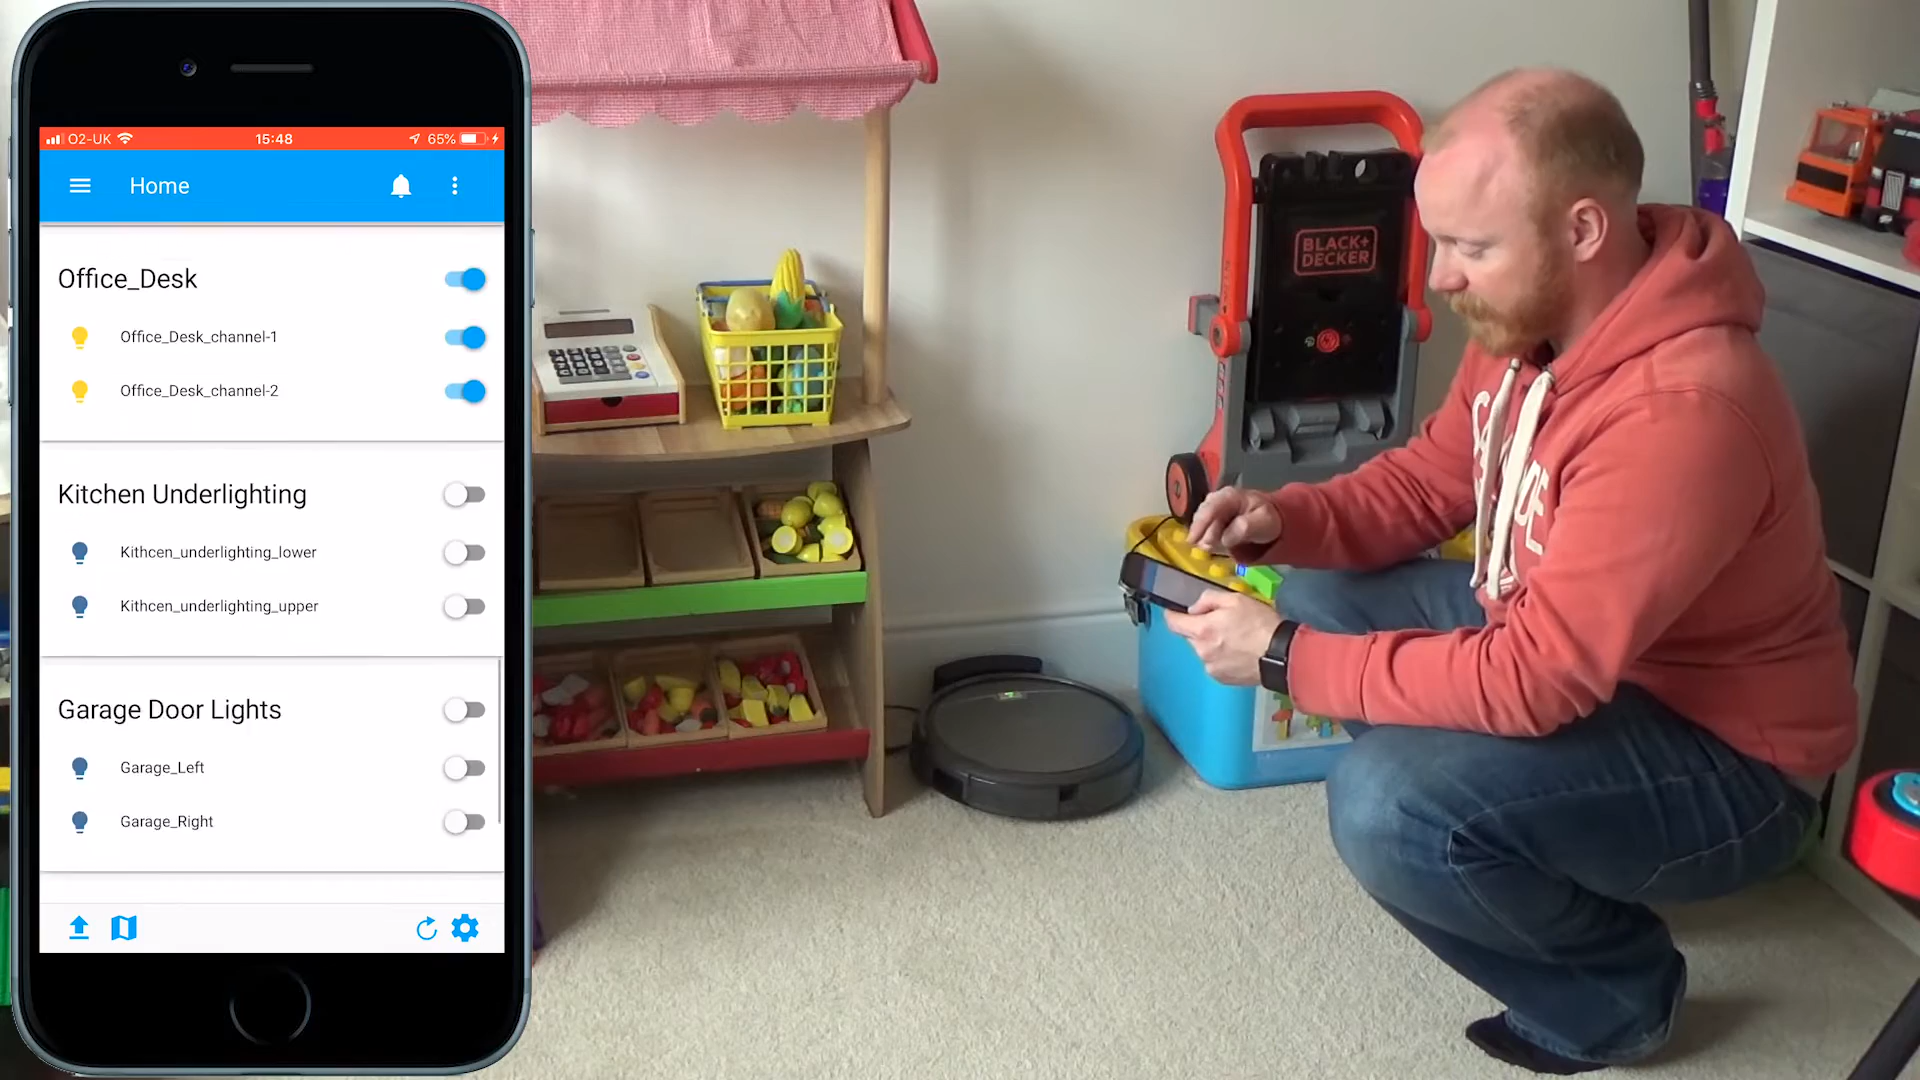 O2-UK
15:48
65%
Home
Office_Desk
Office_Desk_channel-1
Office_Desk_channel-2
Kitchen Underlighting
Kithcen_underlighting_lower
Kithcen_underlighting_upper
Garage Door Lights
Garage_Left
Garage_Right
BLACK+
DECKER